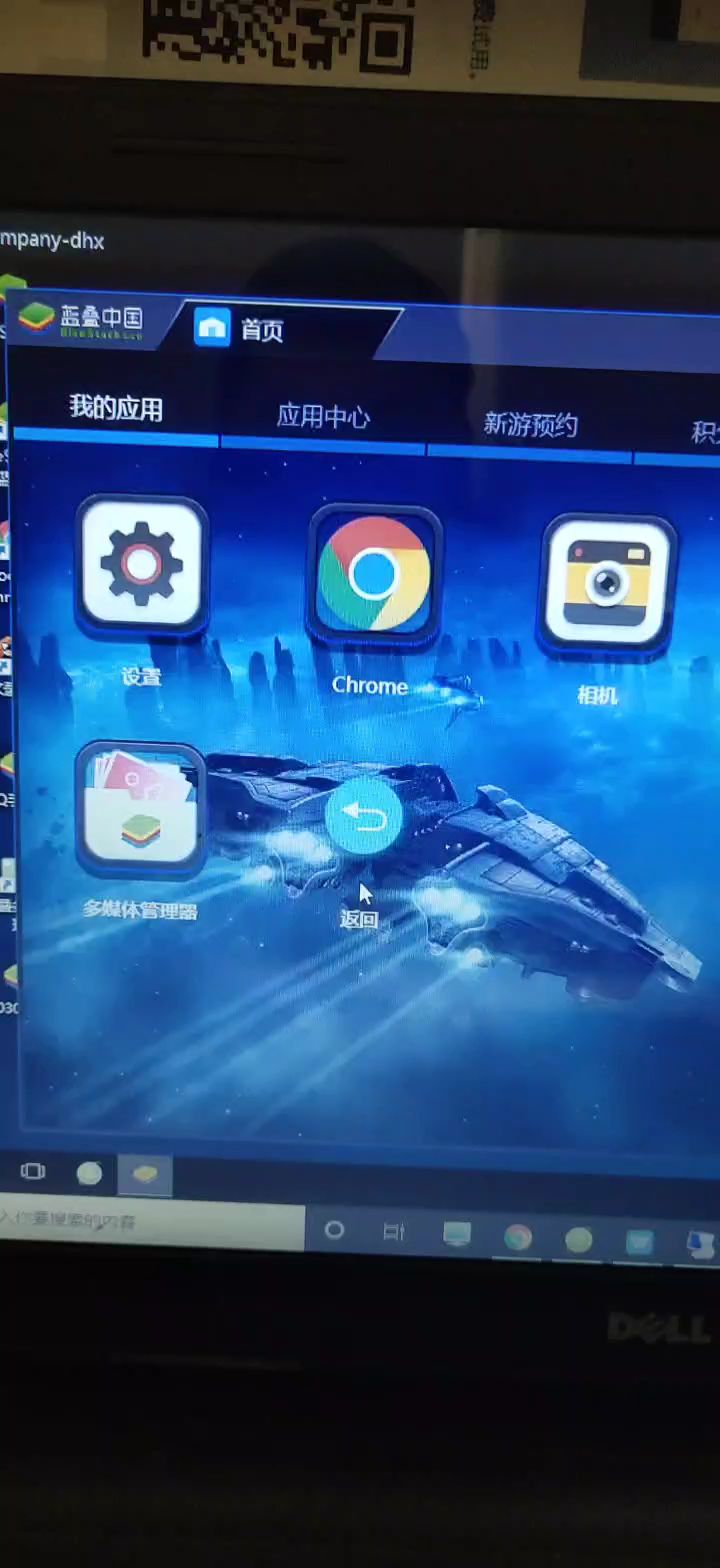 试用。
mpany-dhx
蓝叠中国
BlueStacks.cn
首页
我的应用
应用中心
新游预约
积
设置
Chrome
相机
多媒体管理器
返回
入你要搜索的内容
DELL